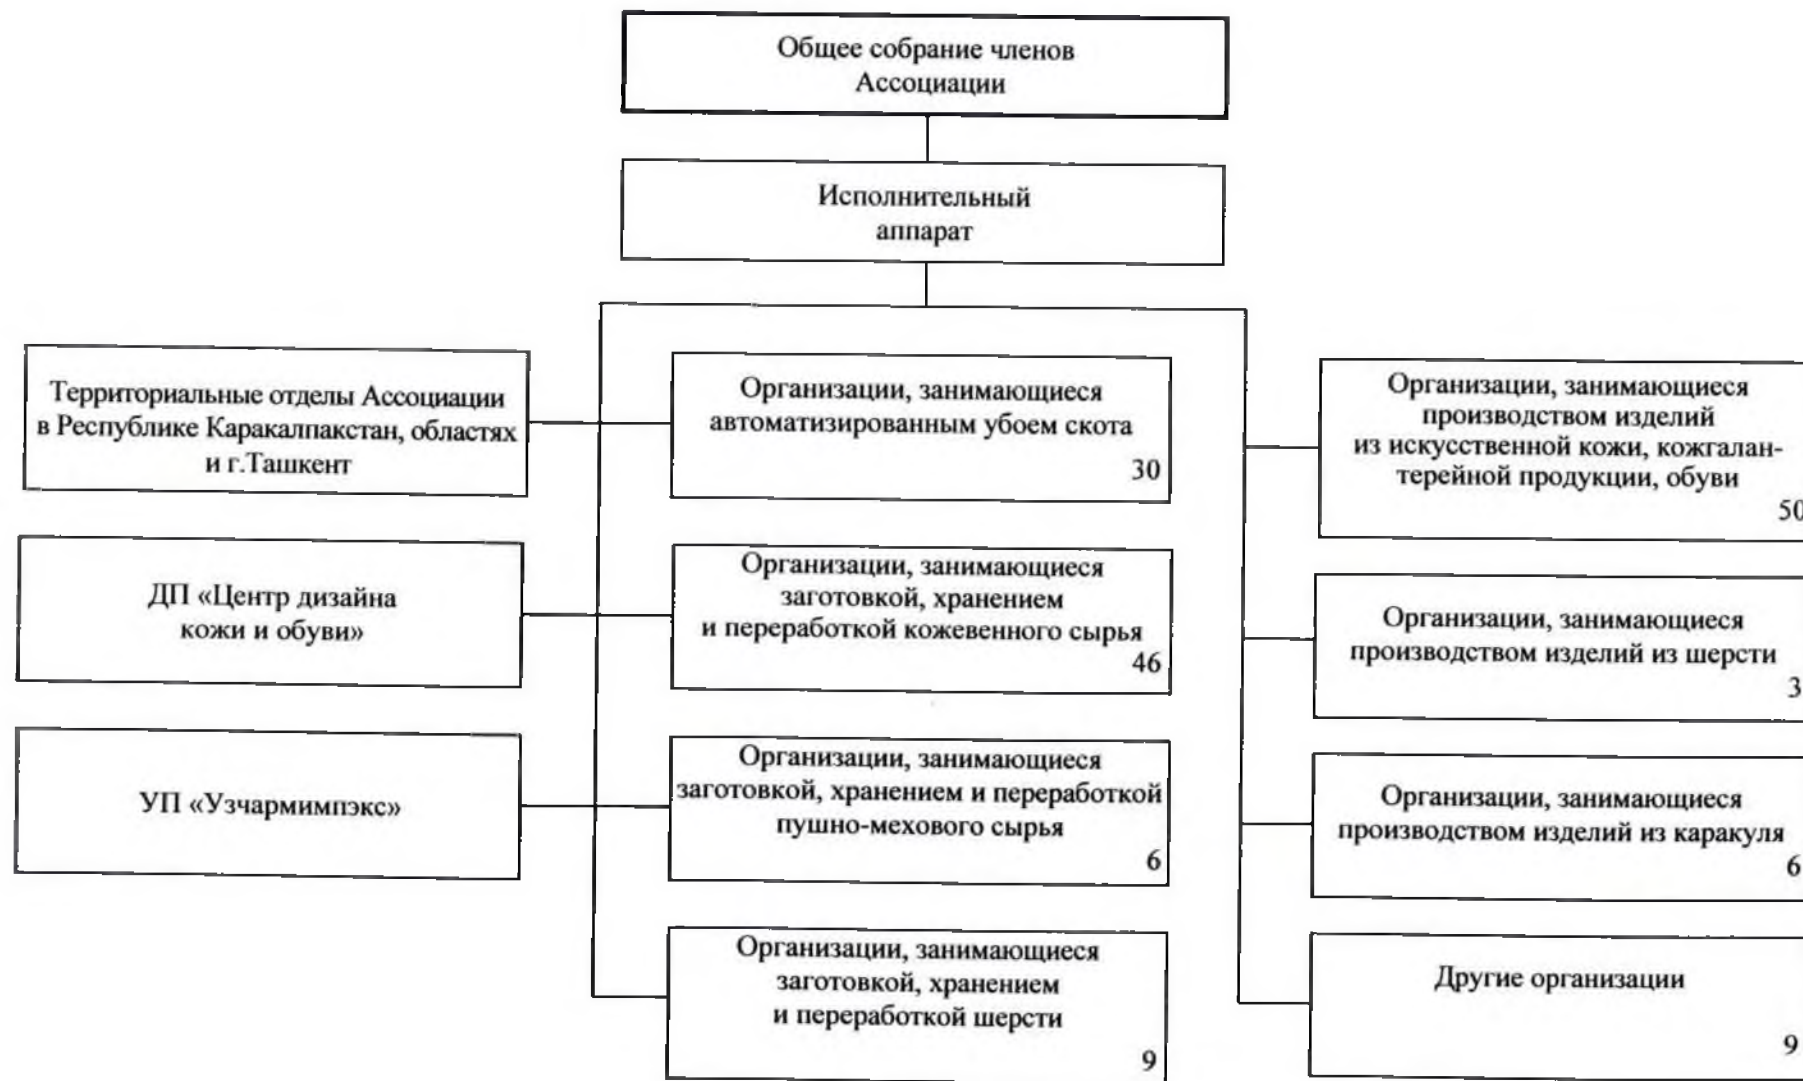 Общее собрание членов
Ассоциации
Исполнительный
аппарат
Территориальные отделы Ассоциации
в Республике Каракалпакстан, областях
и г.Ташкент
ДП «Центр дизайна
кожи и обуви»
УП «Узчармимпэкс»
Организации, занимающиеся
автоматизированным убоем скота
30
Организации, занимающиеся
заготовкой, хранением
и переработкой кожевенного сырья
46
Организации, занимающиеся
заготовкой, хранением и переработкой
пушно-мехового сырья
6
Организации, занимающиеся
заготовкой, хранением
и переработкой шерсти
9
Организации, занимающиеся
производством изделий
из искусственной кожи, кожгалан-
терейной продукции, обуви
50
Организации, занимающиеся
производством изделий из шерсти
3
Организации, занимающиеся
производством изделий из каракуля
6
Другие организации
9